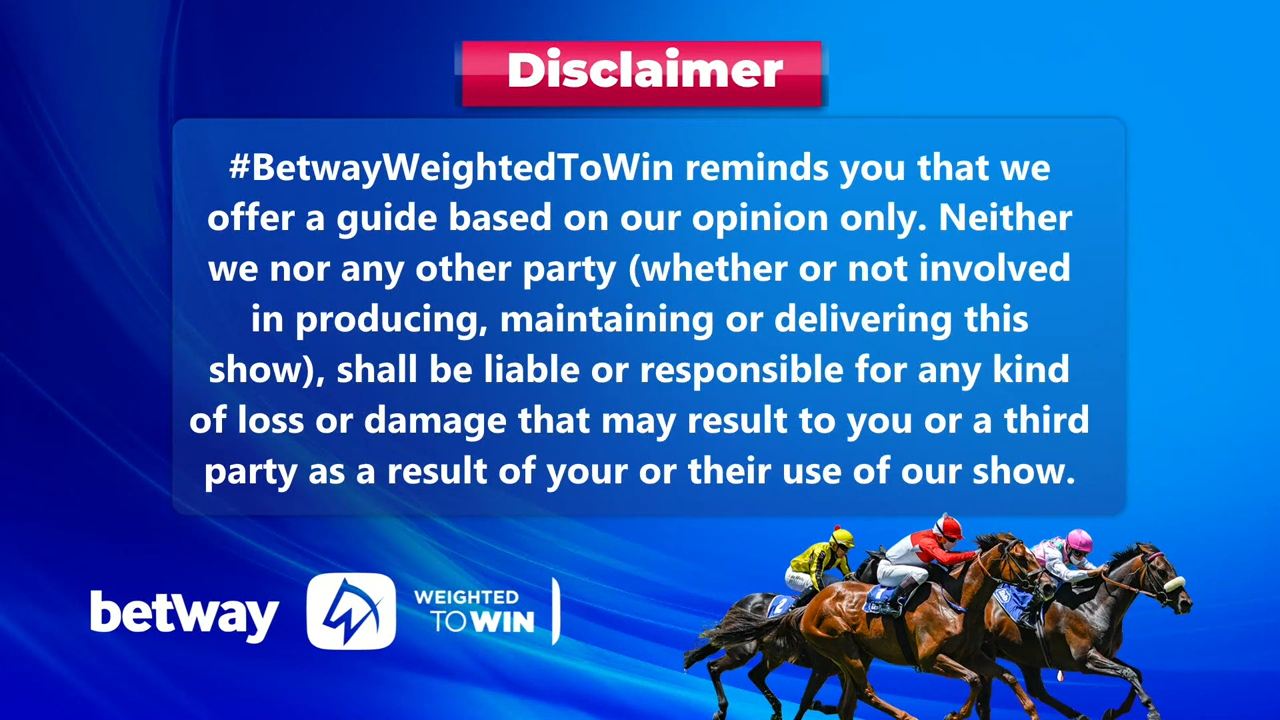 Disclaimer
#BetwayWeightedToWin reminds you that we
offer a guide based on our opinion only. Neither
we nor any other party (whether or not involved
in producing, maintaining or delivering this
show), shall be liable or responsible for any kind
of loss or damage that may result to you or a third
party as a result of your or their use of our show.
betway
WEIGHTED
TO WIN